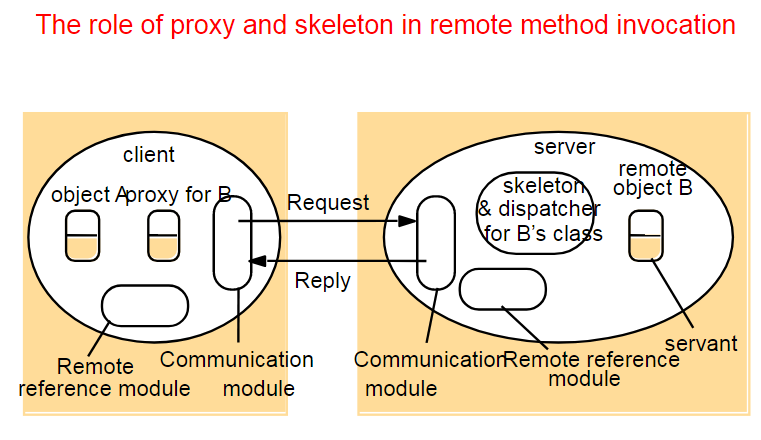 The role of proxy and skeleton in remote method invocation
client
object A
proxy for B
Request
Reply
Remote
reference module
Communication
module
server
skeleton
& dispatcher
for B's class
remote
object B
servant
Communication
module
Remote reference
module